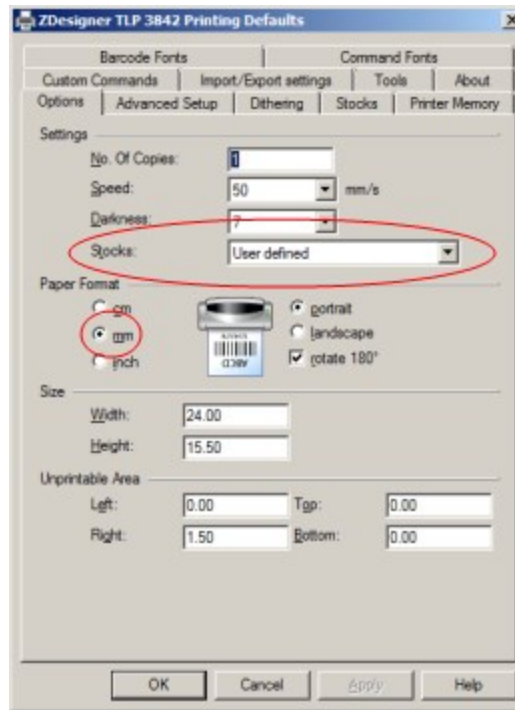 ZDesigner TLP 3842 Printing Defaults
Barcode Fonts Command Fonts
Custom Commands Import/Export settings Tools About
Options Advanced Setup Dithering Stocks Printer Memory
Settings
No. Of Copies: 1
Speed: 50 mm/s
Darkness: 7
Stocks: User defined
Paper Format
cm portrait
mm landscape
inch rotate 180°
Size
Width: 24.00
Height: 15.50
Unprintable Area
Left: 0.00 Top: 0.00
Right: 1.50 Bottom: 0.00
OK Cancel Apply Help